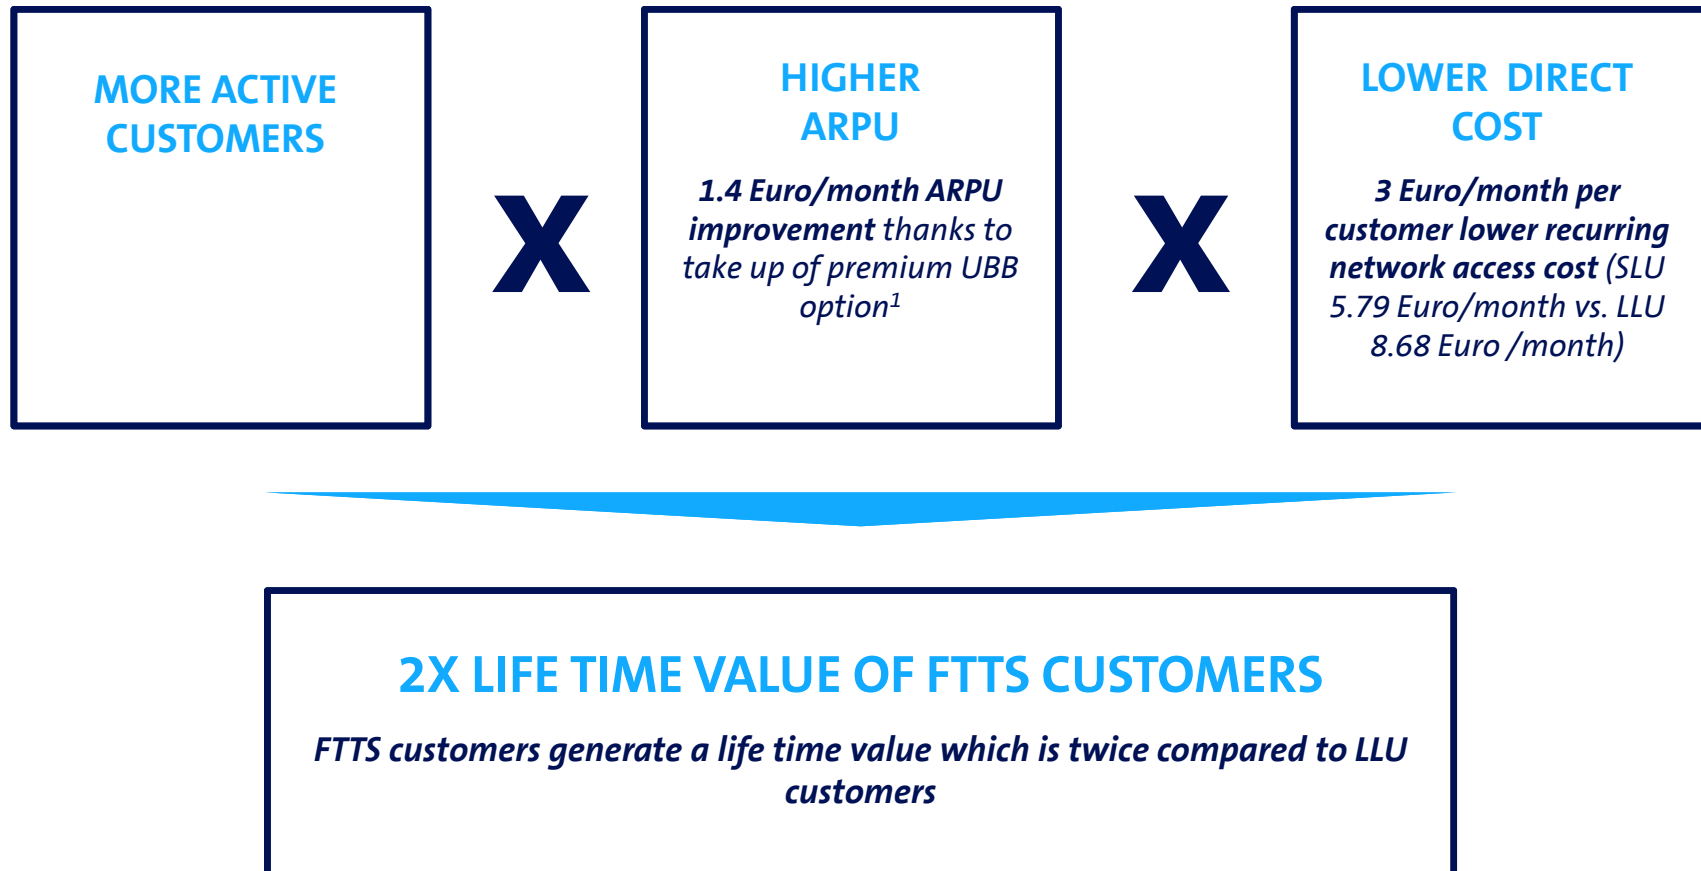 MORE ACTIVE
CUSTOMERS
X
HIGHER
ARPU
1.4 Euro/month ARPU
improvement thanks to
take up of premium UBB
option¹
X
LOWER DIRECT
COST
3 Euro/month per
customer lower recurring
network access cost (SLU
5.79 Euro/month vs. LLU
8.68 Euro /month)
2X LIFE TIME VALUE OF FTTS CUSTOMERS
FTTS customers generate a life time value which is twice compared to LLU
customers